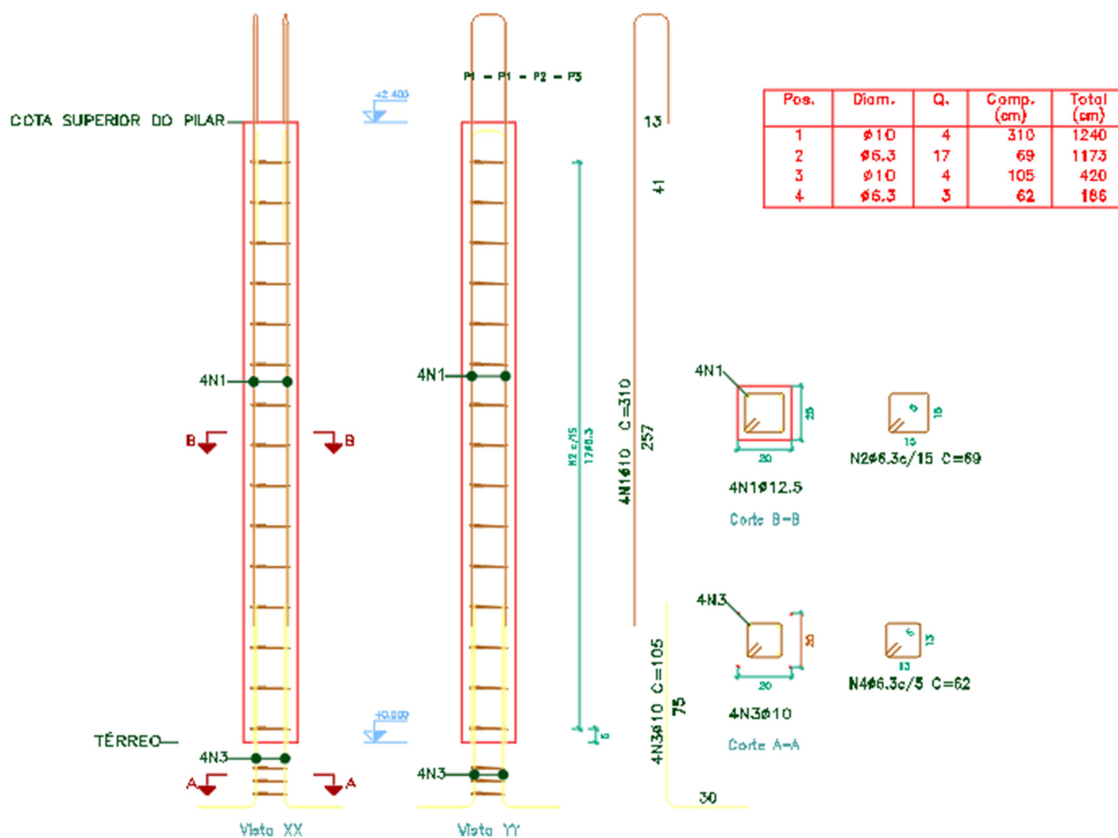 P1 - P1 - P2 - P3
+2.400
COTA SUPERIOR DO PILAR
13
41
Pos. Diam. Q. Comp. (cm) Total (cm)
1 ø10 4 310 1240
2 ø6.3 17 69 1173
3 ø10 4 105 420
4 ø6.3 3 62 186
4N1
4N1
B B
N2 c/15
17ø6.3
4N1ø10 C=310
257
4N1
25
20
4N1ø12.5
Corte B-B
15
15
N2ø6.3c/15 C=69
4N3
20
20
4N3ø10
Corte A-A
13
13
N4ø6.3c/5 C=62
4N3ø10 C=105
75
30
+0.000
TÉRREO
5
4N3
4N3
A A
Vista XX
Vista YY